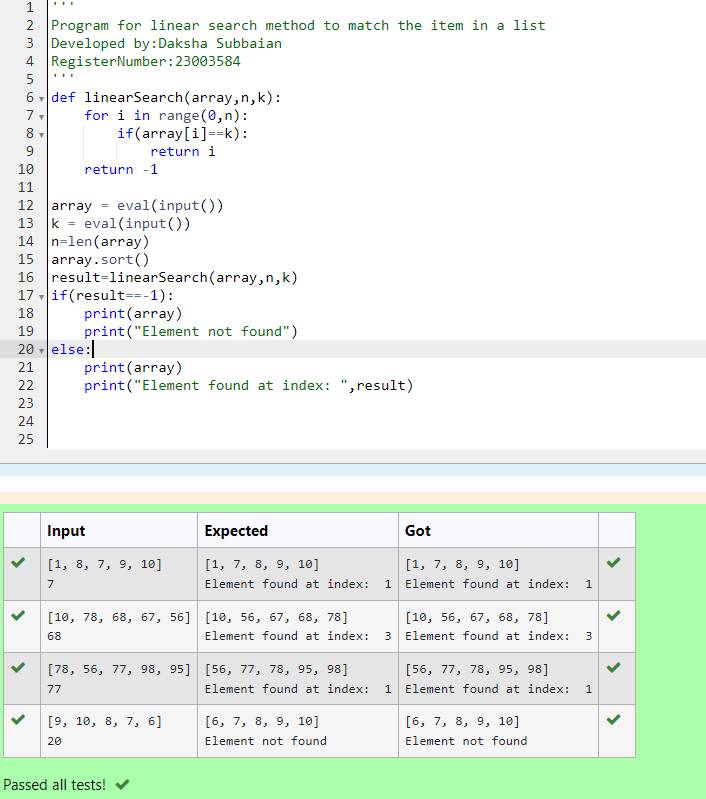 1 '''
2 Program for linear search method to match the item in a list
3 Developed by:Daksha Subbaian
4 RegisterNumber:23003584
5 '''
6 def linearSearch(array,n,k):
7     for i in range(0,n):
8         if(array[i]==k):
9             return i
10     return -1
11
12 array = eval(input())
13 k = eval(input())
14 n=len(array)
15 array.sort()
16 result=linearSearch(array,n,k)
17 if(result==-1):
18     print(array)
19     print("Element not found")
20 else:
21     print(array)
22     print("Element found at index: ",result)
23
24
25
Input Expected Got
[1, 8, 7, 9, 10] [1, 7, 8, 9, 10] [1, 7, 8, 9, 10]
7 Element found at index:  1 Element found at index:  1
[10, 78, 68, 67, 56] [10, 56, 67, 68, 78] [10, 56, 67, 68, 78]
68 Element found at index:  3 Element found at index:  3
[78, 56, 77, 98, 95] [56, 77, 78, 95, 98] [56, 77, 78, 95, 98]
77 Element found at index:  1 Element found at index:  1
[9, 10, 8, 7, 6] [6, 7, 8, 9, 10] [6, 7, 8, 9, 10]
20 Element not found Element not found
Passed all tests!